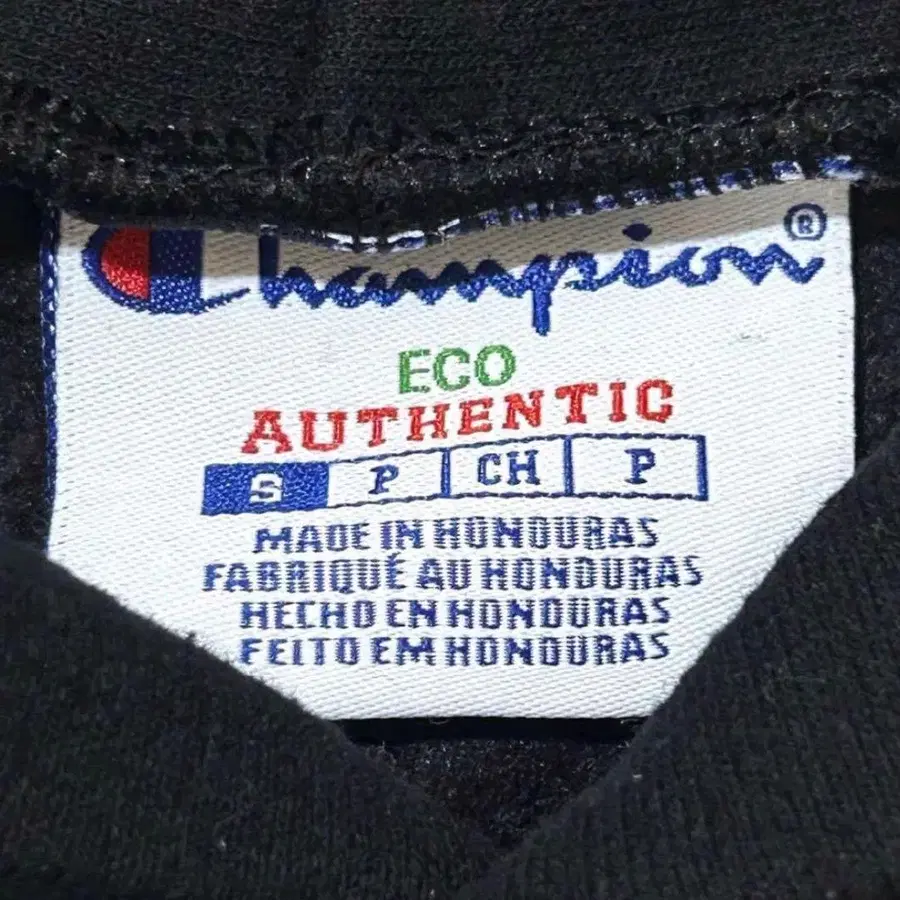 Champion®
ECO
AUTHENTIC
S P CH P
MADE IN HONDURAS
FABRIQUÉ AU HONDURAS
HECHO EN HONDURAS
FEITO EM HONDURAS